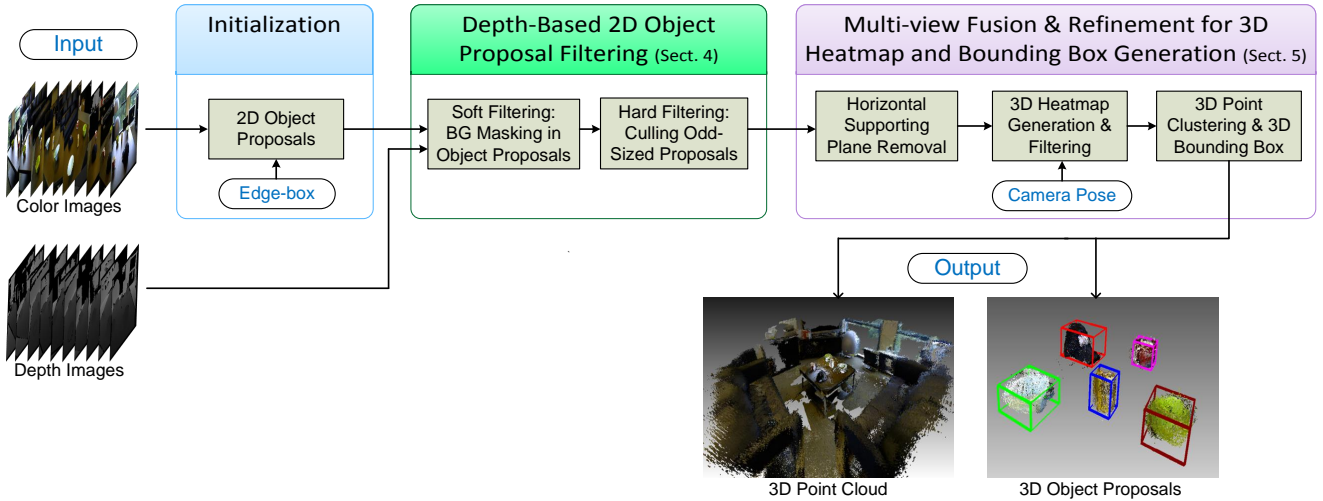 Input
Color Images
Depth Images
Initialization
2D Object
Proposals
Edge-box
Depth-Based 2D Object
Proposal Filtering (Sect. 4)
Soft Filtering:
BG Masking in
Object Proposals
Hard Filtering:
Culling Odd-
Sized Proposals
Multi-view Fusion & Refinement for 3D
Heatmap and Bounding Box Generation (Sect. 5)
Horizontal
Supporting
Plane Removal
3D Heatmap
Generation &
Filtering
Camera Pose
3D Point
Clustering & 3D
Bounding Box
Output
3D Point Cloud
3D Object Proposals